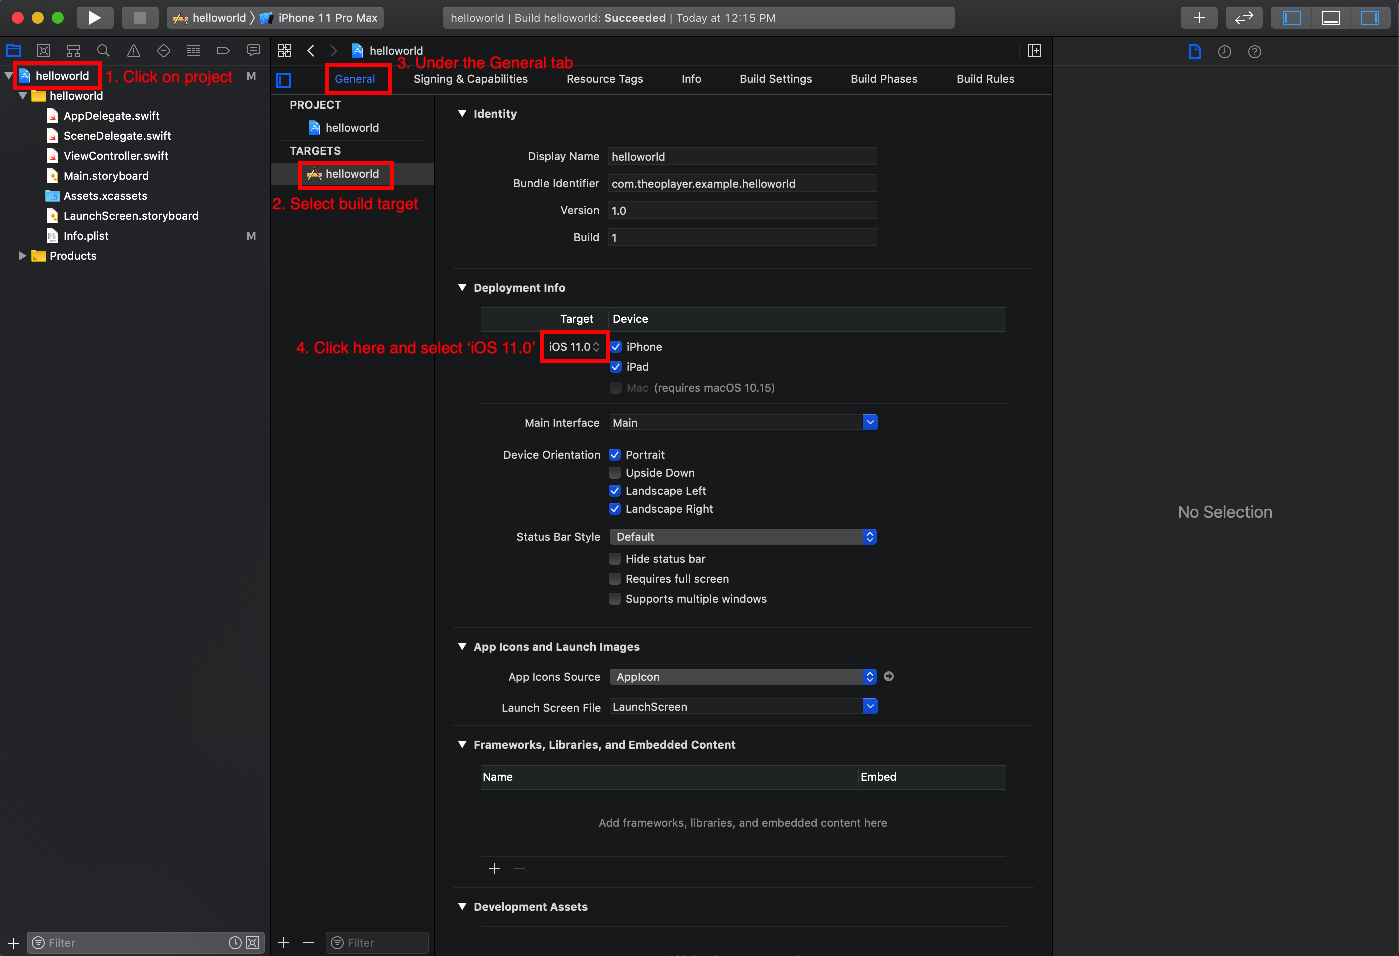 helloworld 〉 iPhone 11 Pro Max
helloworld | Build helloworld: Succeeded | Today at 12:15 PM
helloworld
3. Under the General tab
helloworld
1. Click on project
M
General
Signing & Capabilities
Resource Tags
Info
Build Settings
Build Phases
Build Rules
helloworld
AppDelegate.swift
SceneDelegate.swift
ViewController.swift
Main.storyboard
Assets.xcassets
LaunchScreen.storyboard
Info.plist
M
Products
PROJECT
helloworld
TARGETS
helloworld
2. Select build target
Identity
Display Name helloworld
Bundle Identifier com.theoplayer.example.helloworld
Version 1.0
Build 1
Deployment Info
Target Device
4. Click here and select ‘iOS 11.0’
iOS 11.0
iPhone
iPad
Mac (requires macOS 10.15)
Main Interface Main
Device Orientation Portrait
Upside Down
Landscape Left
Landscape Right
Status Bar Style Default
Hide status bar
Requires full screen
Supports multiple windows
App Icons and Launch Images
App Icons Source AppIcon
Launch Screen File LaunchScreen
Frameworks, Libraries, and Embedded Content
Name Embed
Add frameworks, libraries, and embedded content here
Development Assets
No Selection
Filter
Filter